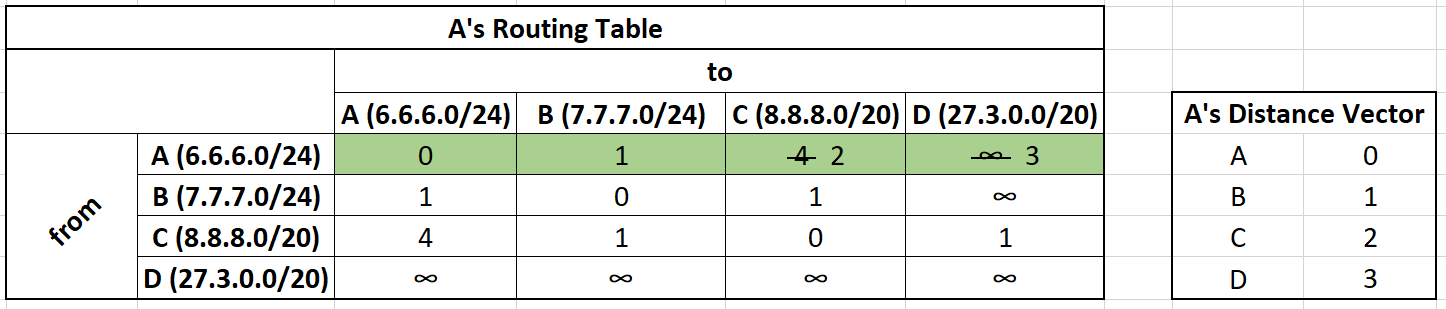 A's Routing Table
to
A (6.6.6.0/24) B (7.7.7.0/24) C (8.8.8.0/20) D (27.3.0.0/20) A's Distance Vector
A (6.6.6.0/24) 0 1 4 2 ∞ 3 A 0
B (7.7.7.0/24) 1 0 1 ∞ B 1
from
C (8.8.8.0/20) 4 1 0 1 C 2
D (27.3.0.0/20) ∞ ∞ ∞ ∞ D 3